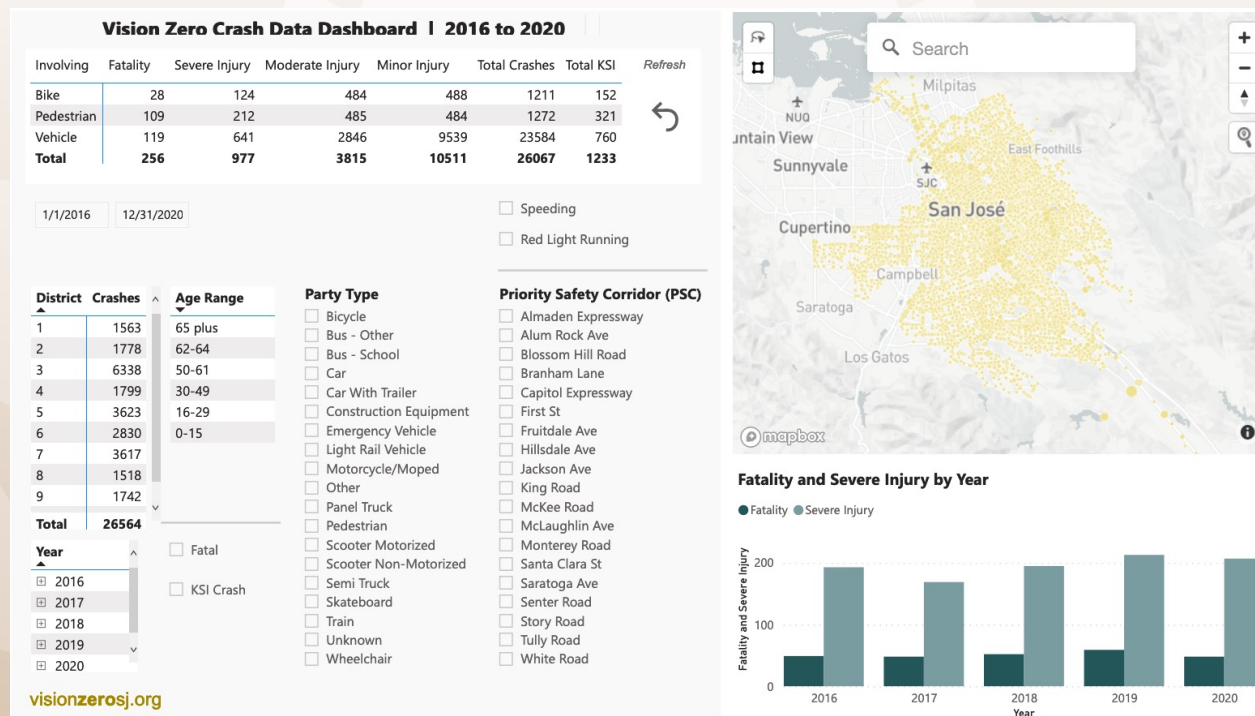 Vision Zero Crash Data Dashboard | 2016 to 2020
Involving Fatality Severe Injury Moderate Injury Minor Injury Total Crashes Total KSI
Bike 28 124 484 488 1211 152
Pedestrian 109 212 485 484 1272 321
Vehicle 119 641 2846 9539 23584 760
Total 256 977 3815 10511 26067 1233
Refresh
1/1/2016 12/31/2020
Speeding
Red Light Running
District Crashes
1 1563
2 1778
3 6338
4 1799
5 3623
6 2830
7 3617
8 1518
9 1742
Total 26564
Age Range
65 plus
62-64
50-61
30-49
16-29
0-15
Year
2016
2017
2018
2019
2020
Fatal
KSI Crash
Party Type
Bicycle
Bus - Other
Bus - School
Car
Car With Trailer
Construction Equipment
Emergency Vehicle
Light Rail Vehicle
Motorcycle/Moped
Other
Panel Truck
Pedestrian
Scooter Motorized
Scooter Non-Motorized
Semi Truck
Skateboard
Train
Unknown
Wheelchair
Priority Safety Corridor (PSC)
Almaden Expressway
Alum Rock Ave
Blossom Hill Road
Branham Lane
Capitol Expressway
First St
Fruitdale Ave
Hillsdale Ave
Jackson Ave
King Road
McKee Road
McLaughlin Ave
Monterey Road
Santa Clara St
Saratoga Ave
Senter Road
Story Road
Tully Road
White Road
visionzerosj.org
Search
Milpitas
NUQ
untain View
East Foothills
Sunnyvale
SJC
San José
Cupertino
Campbell
Saratoga
Los Gatos
mapbox
Fatality and Severe Injury by Year
Fatality Severe Injury
Fatality and Severe Injury
200
100
0
2016 2017 2018 2019 2020
Year